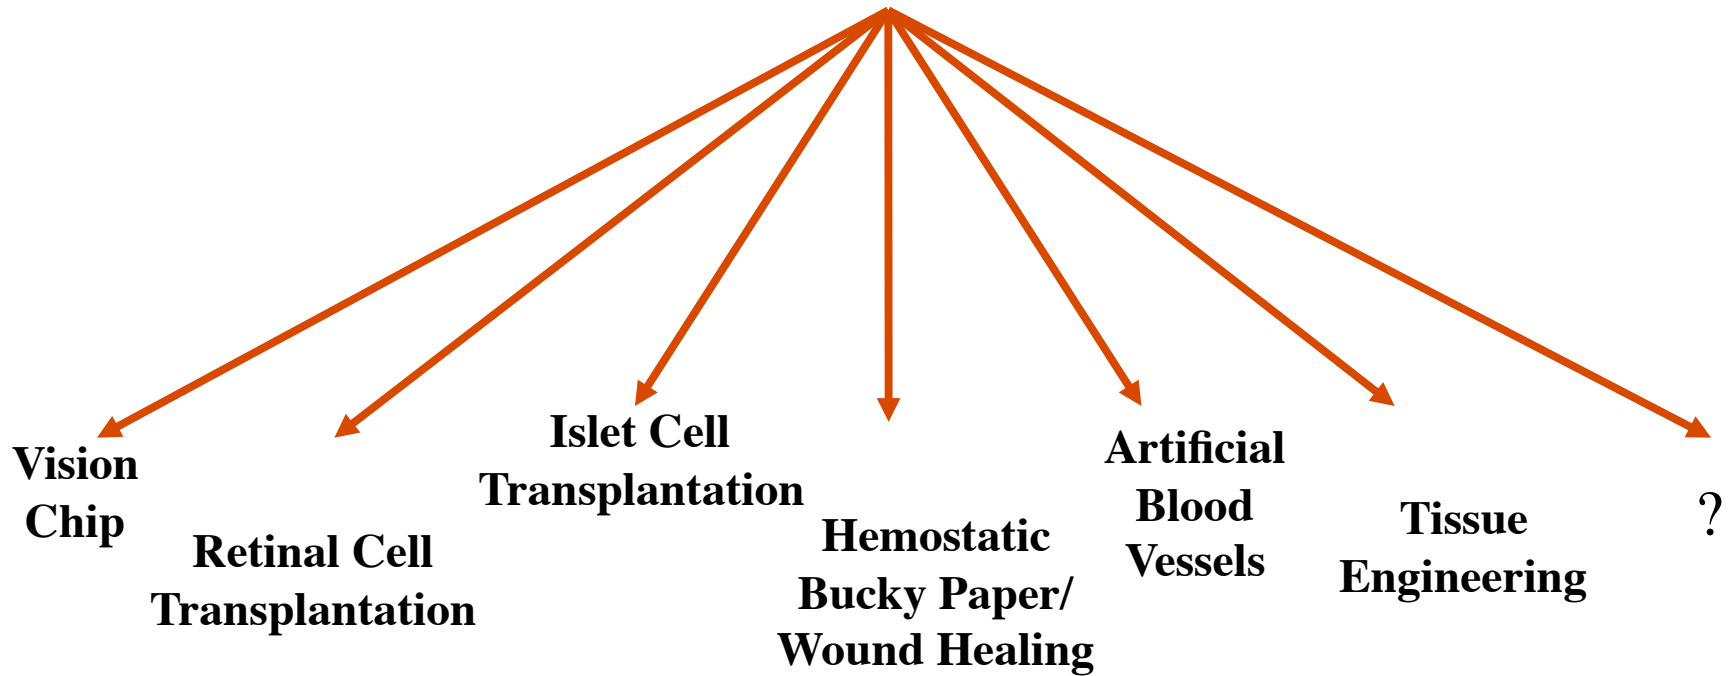 Vision
Chip
Retinal Cell
Transplantation
Islet Cell
Transplantation
Hemostatic
Bucky Paper/
Wound Healing
Artificial
Blood
Vessels
Tissue
Engineering
?